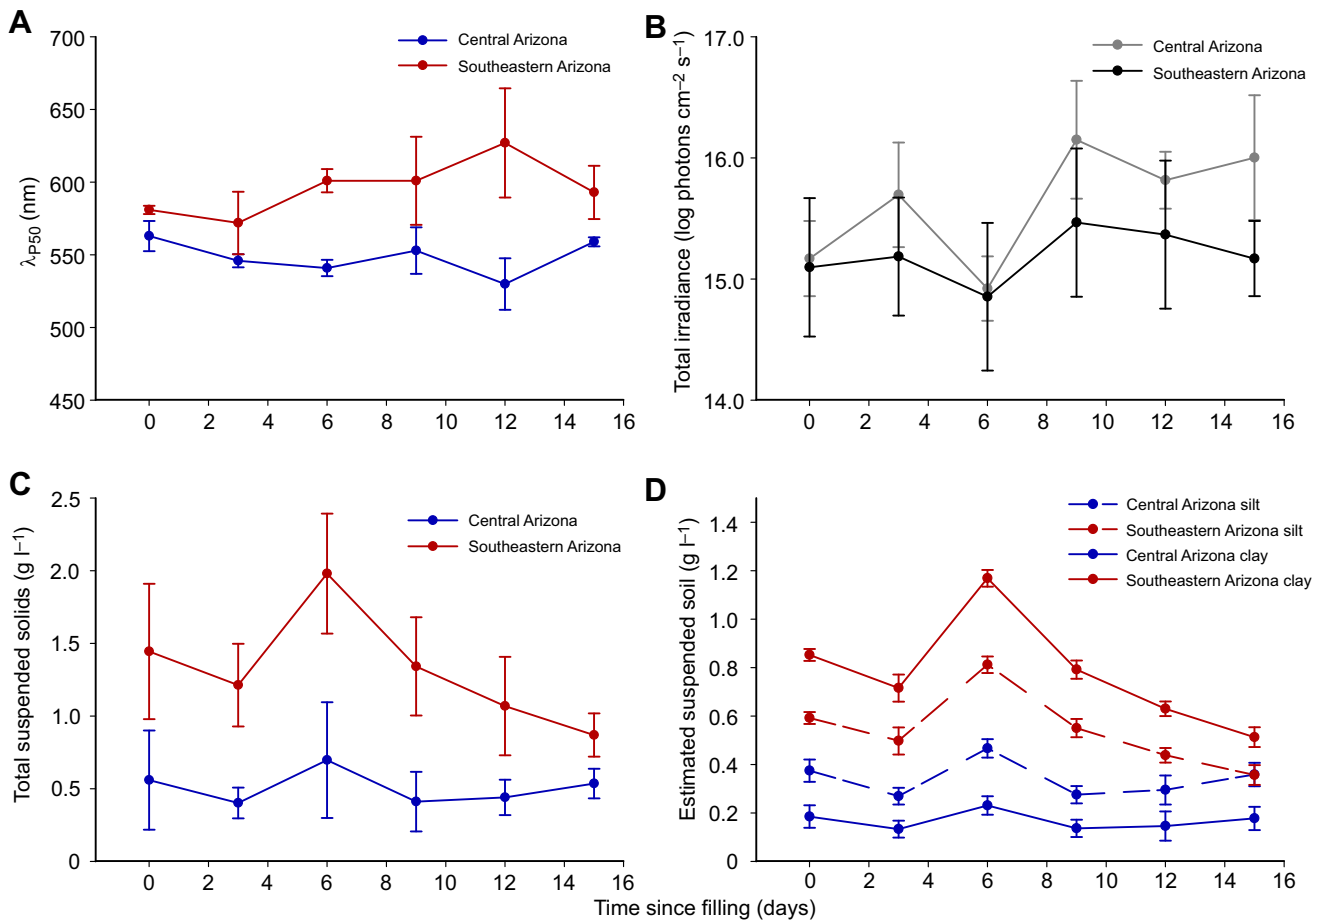 A
700
650
600
550
500
450
λP50 (nm)
Central Arizona
Southeastern Arizona
0 2 4 6 8 10 12 14 16
B
17.0
16.0
15.0
14.0
Total irradiance (log photons cm–2 s–1)
Central Arizona
Southeastern Arizona
0 2 4 6 8 10 12 14 16
C
2.5
2.0
1.5
1.0
0.5
0
Total suspended solids (g l–1)
Central Arizona
Southeastern Arizona
0 2 4 6 8 10 12 14 16
D
1.4
1.2
1.0
0.8
0.6
0.4
0.2
0
Estimated suspended soil (g l–1)
Central Arizona silt
Southeastern Arizona silt
Central Arizona clay
Southeastern Arizona clay
0 2 4 6 8 10 12 14 16
Time since filling (days)